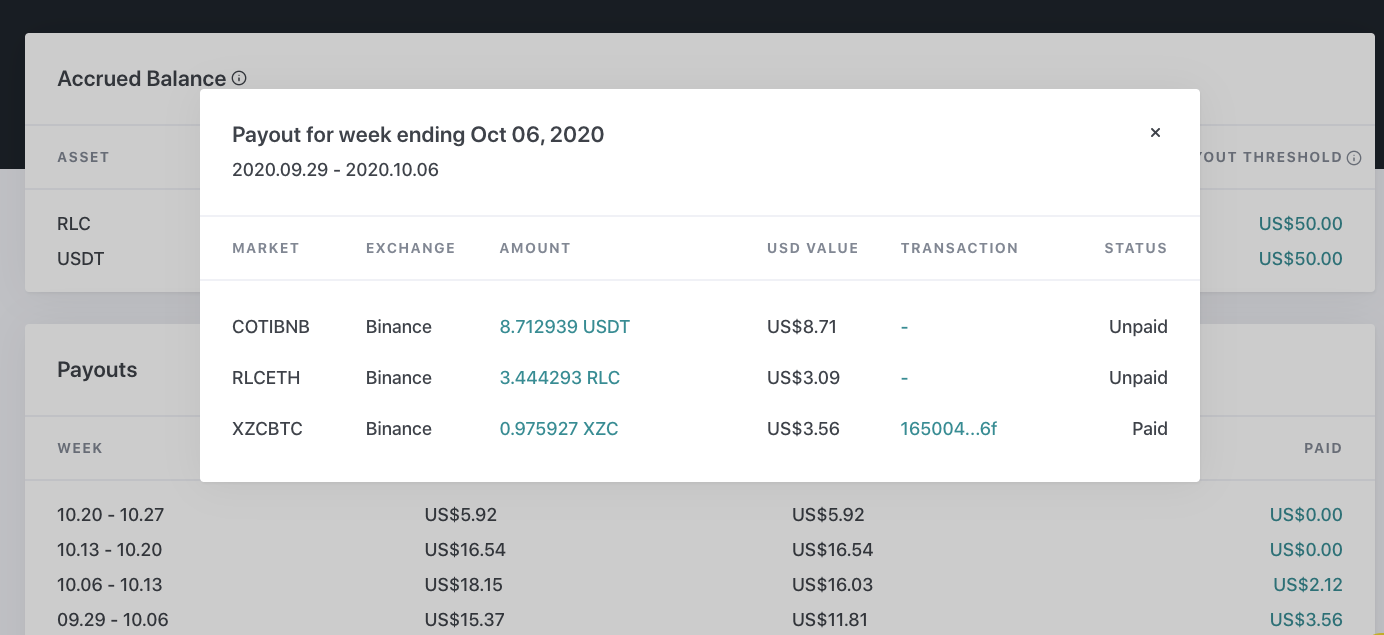 Accrued Balance
Payout for week ending Oct 06, 2020 ×
2020.09.29 - 2020.10.06
ASSET THRESHOLD
RLC US$50.00
USDT US$50.00
MARKET EXCHANGE AMOUNT USD VALUE TRANSACTION STATUS
COTIBNB Binance 8.712939 USDT US$8.71 - Unpaid
RLCETH Binance 3.444293 RLC US$3.09 - Unpaid
XZCBTC Binance 0.975927 XZC US$3.56 165004...6f Paid
Payouts
WEEK PAID
10.20 - 10.27 US$5.92 US$5.92 US$0.00
10.13 - 10.20 US$16.54 US$16.54 US$0.00
10.06 - 10.13 US$18.15 US$16.03 US$2.12
09.29 - 10.06 US$15.37 US$11.81 US$3.56